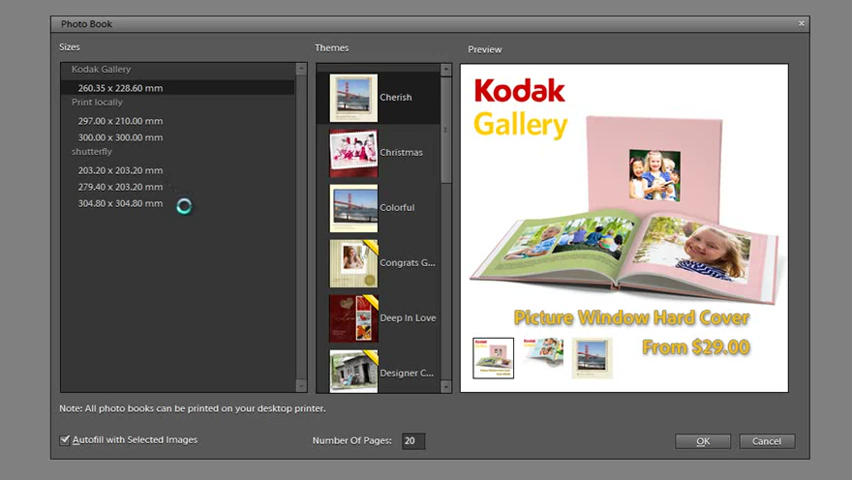 Photo Book
Sizes
Kodak Gallery
260.35 x 228.60 mm
Print locally
297.00 x 210.00 mm
300.00 x 300.00 mm
shutterfly
203.20 x 203.20 mm
279.40 x 203.20 mm
304.80 x 304.80 mm
Themes
Cherish
Christmas
Colorful
Congrats G...
Deep In Love
Designer C...
Preview
Kodak
Gallery
Picture Window Hard Cover
From $29.00
Note: All photo books can be printed on your desktop printer.
Autofill with Selected Images
Number Of Pages: 20
OK
Cancel